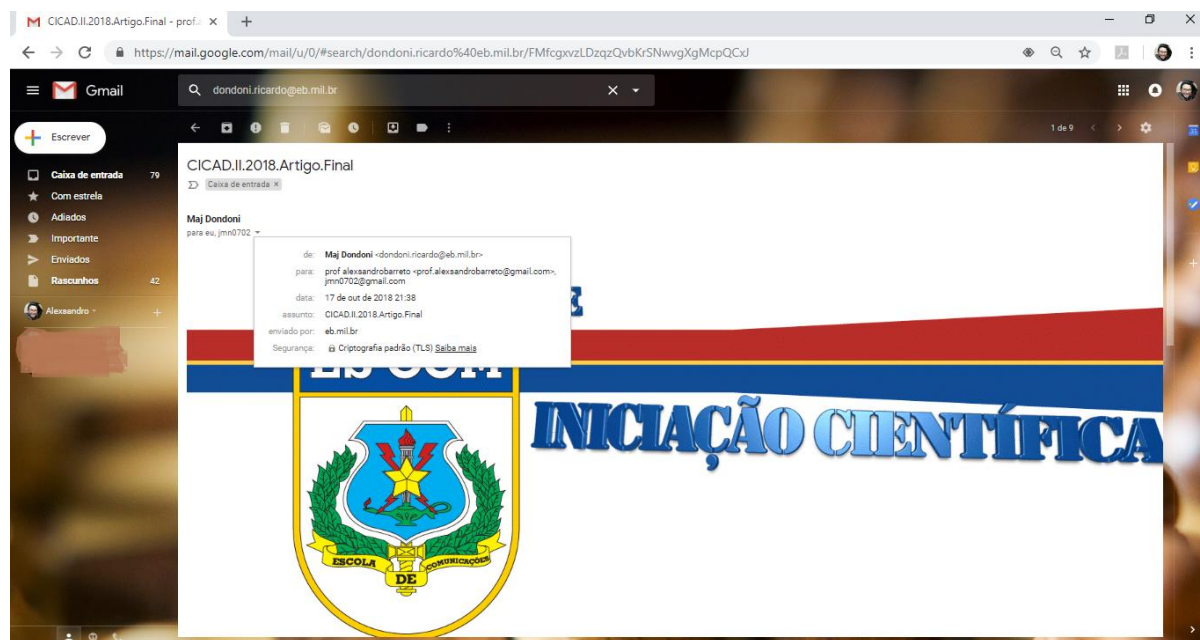 CICAD.II.2018.Artigo.Final - prof.
https://mail.google.com/mail/u/0/#search/dondoni.ricardo%40eb.mil.br/FMfcgxvzLDzqzQvbKrSNwvgXgMcpQCxJ
Gmail
dondoni.ricardo@eb.mil.br
Escrever
1 de 9
Caixa de entrada 79
Com estrela
Adiados
Importante
Enviados
Rascunhos 42
Alexsandro
CICAD.II.2018.Artigo.Final
Caixa de entrada x
Maj Dondoni
para eu, jmn0702
de: Maj Dondoni <dondoni.ricardo@eb.mil.br>
para: prof alexsandrobarreto <prof.alexsandrobarreto@gmail.com>,
jmn0702@gmail.com
data: 17 de out de 2018 21:38
assunto: CICAD.II.2018.Artigo.Final
enviado por: eb.mil.br
Segurança: Criptografia padrão (TLS) Saiba mais
ES COM
INICIAÇÃO CIENTÍFICA
ESCOLA DE COMUNICAÇÕES